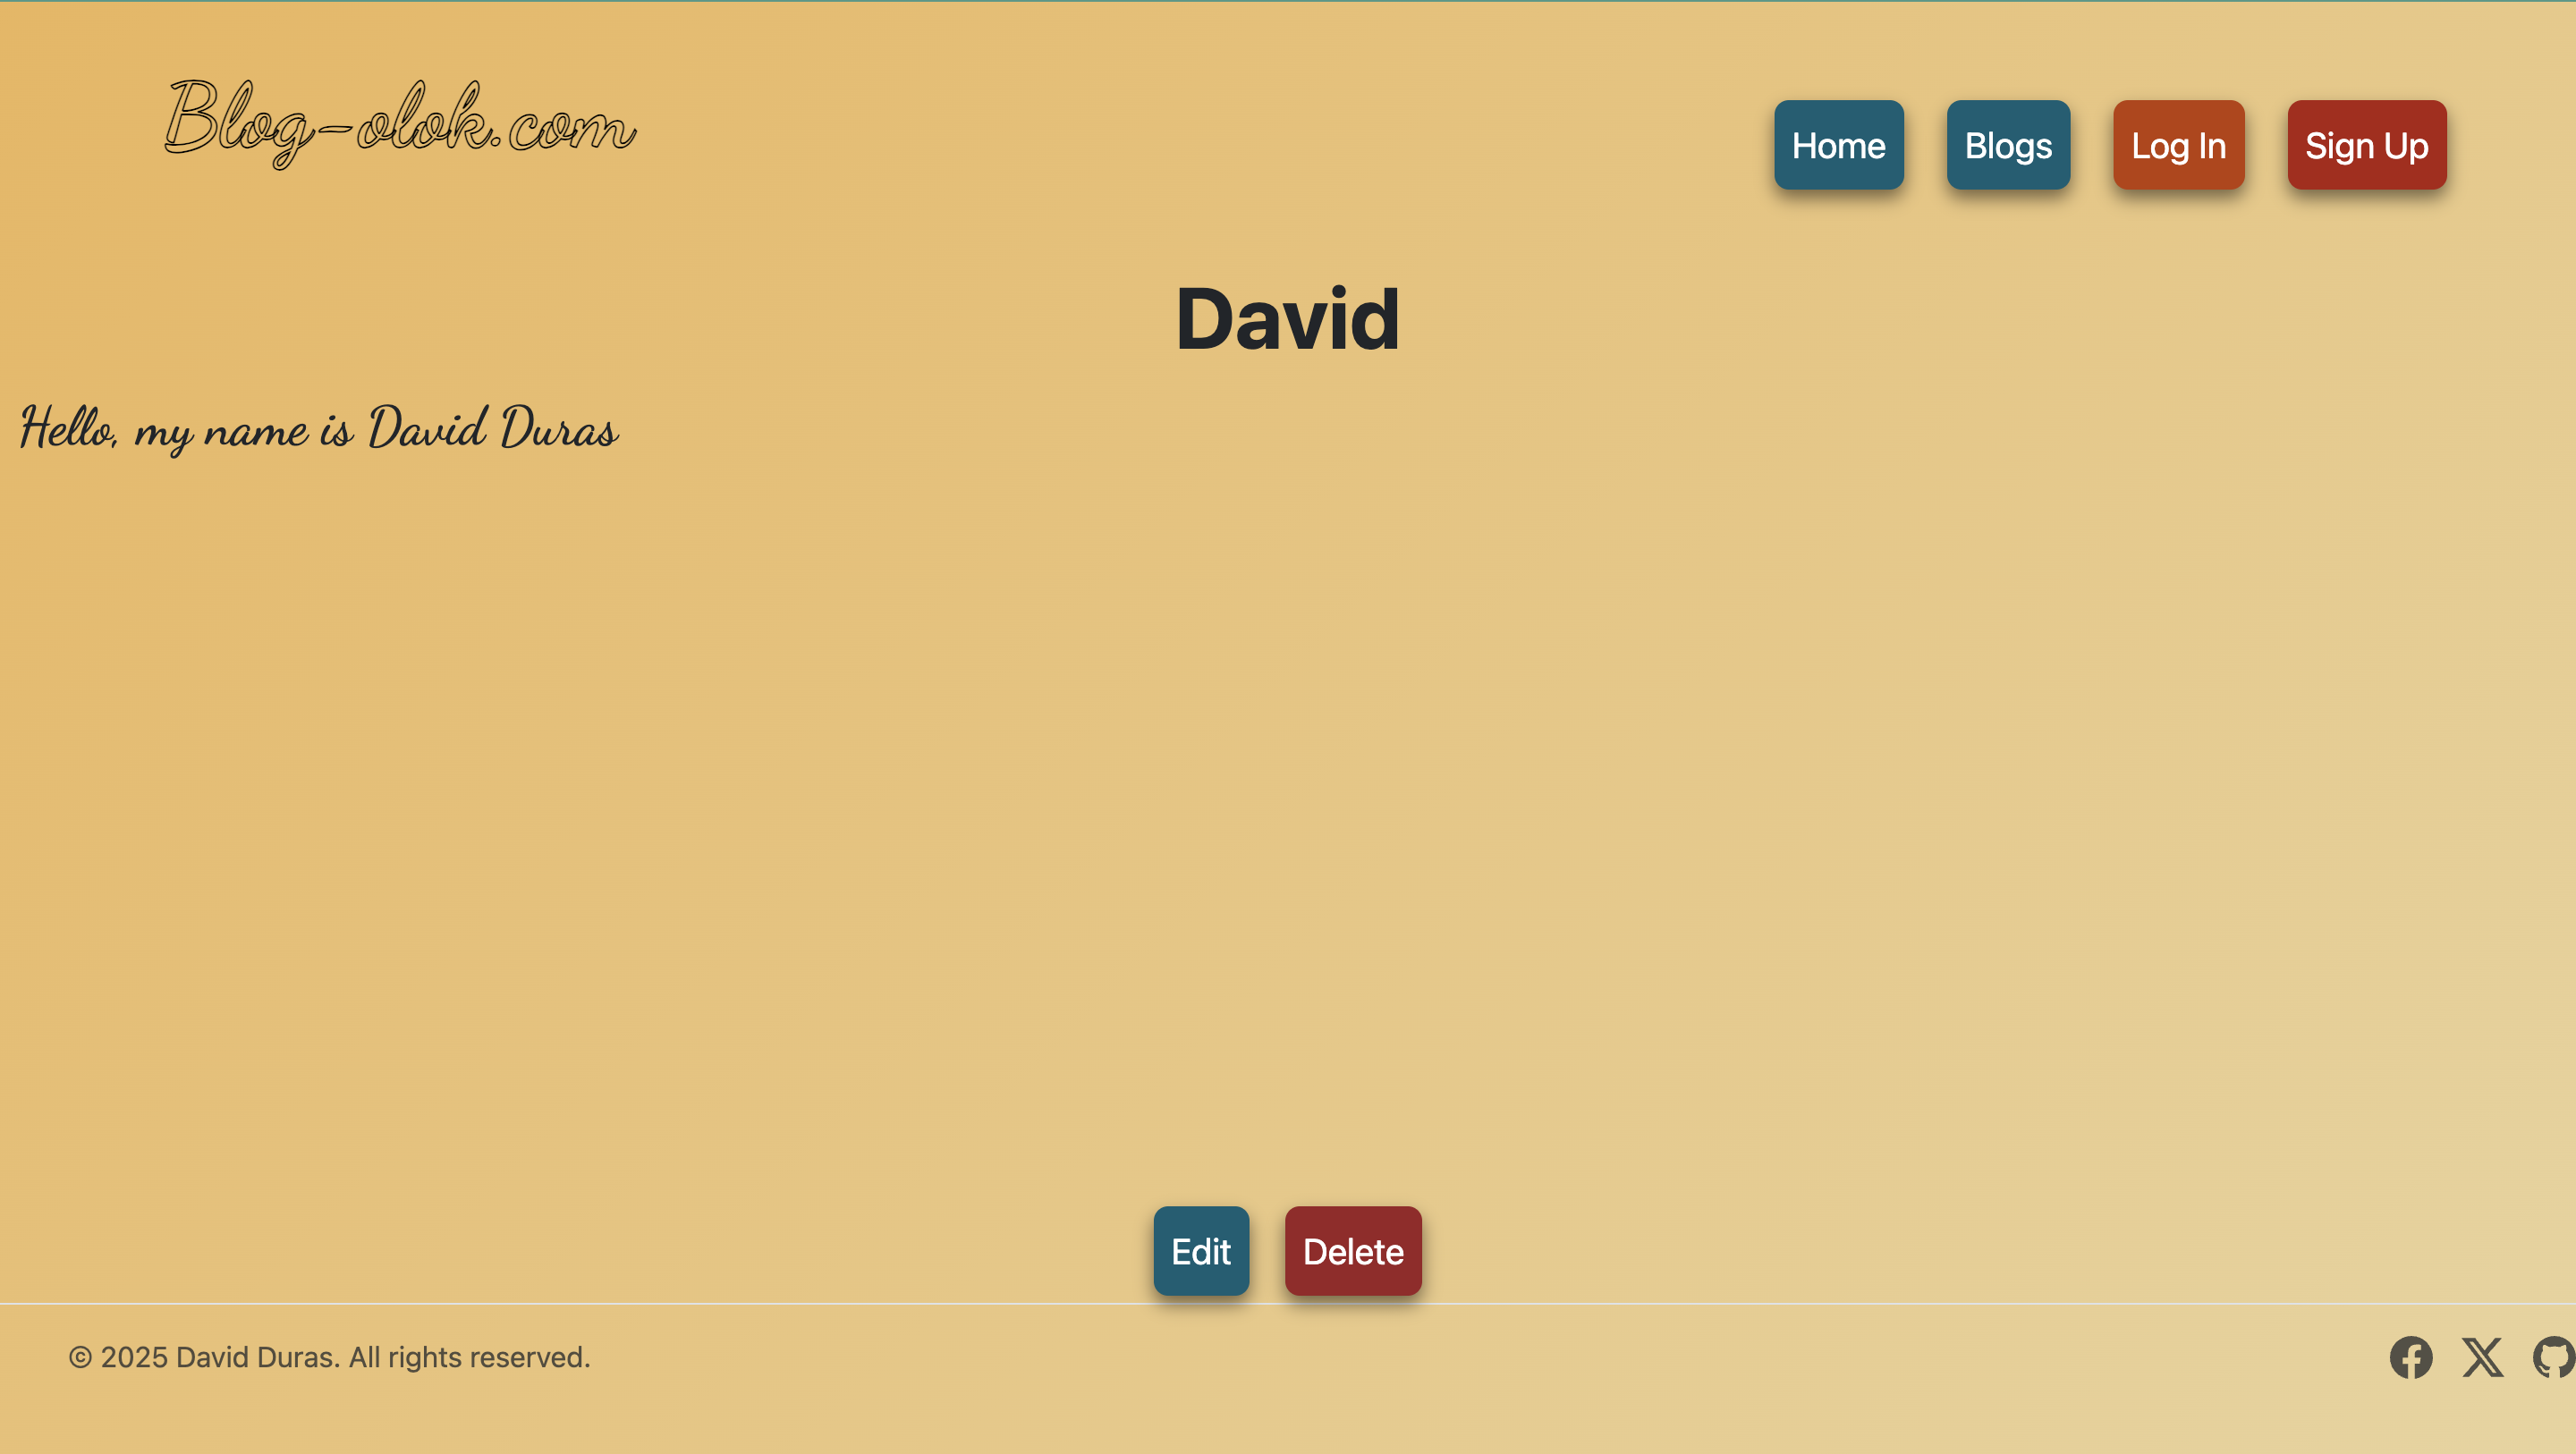 Blog-olok.com
Home Blogs Log In Sign Up
David
Hello, my name is David Duras
Edit Delete
© 2025 David Duras. All rights reserved.